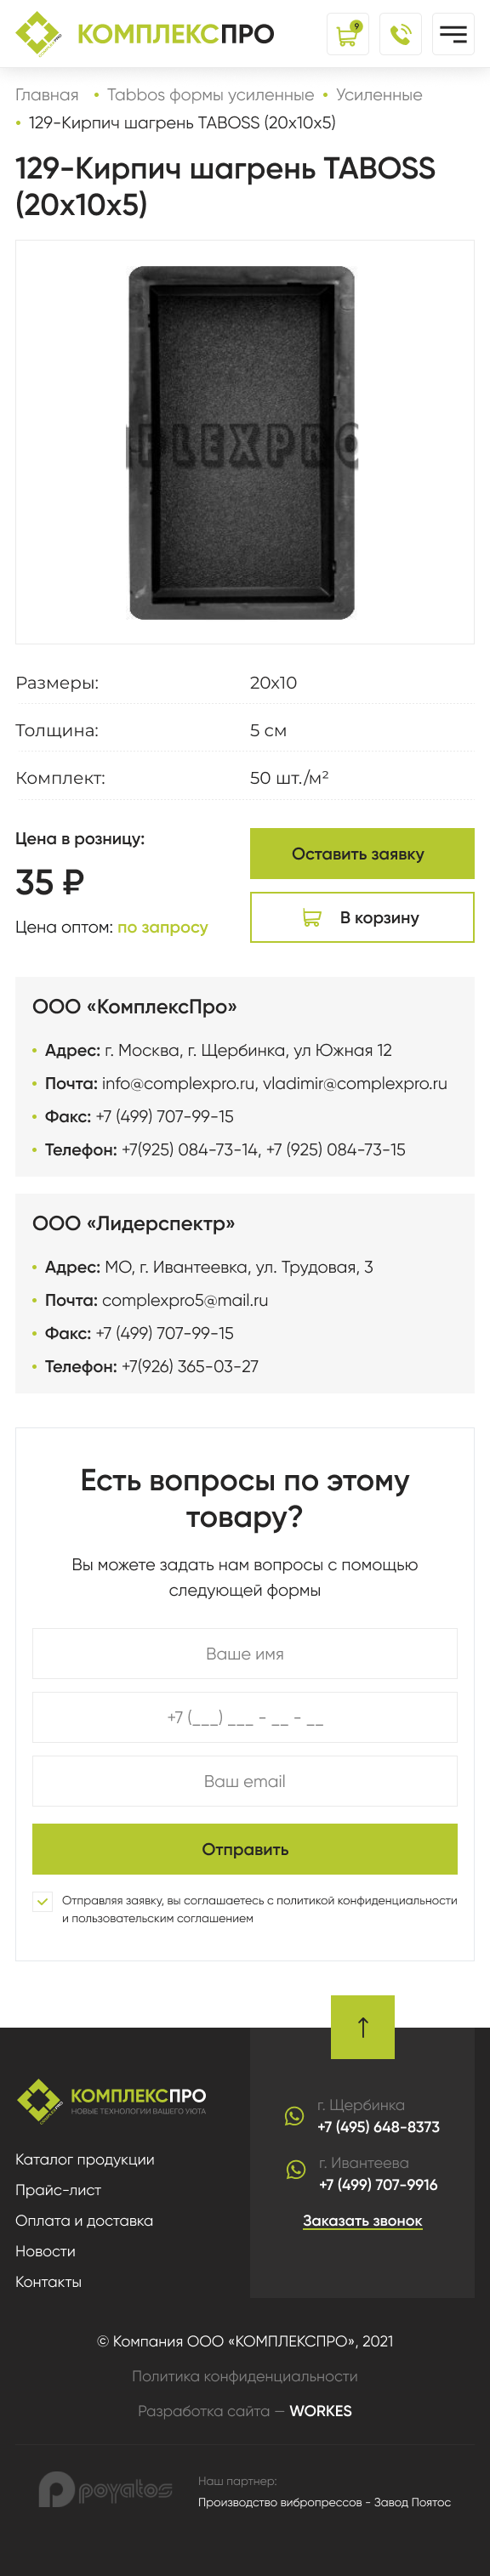 КОМПЛЕКСПРО
9
Главная • Tabbos формы усиленные • Усиленные
• 129-Кирпич шагрень TABOSS (20x10x5)
129-Кирпич шагрень TABOSS
(20x10x5)
FLEXPRO
Размеры: 20x10
Толщина: 5 см
Комплект: 50 шт./м²
Цена в розницу:
35 ₽
Цена оптом: по запросу
Оставить заявку
В корзину
ООО «КомплексПро»
• Адрес: г. Москва, г. Щербинка, ул Южная 12
• Почта: info@complexpro.ru, vladimir@complexpro.ru
• Факс: +7 (499) 707-99-15
• Телефон: +7(925) 084-73-14, +7 (925) 084-73-15
ООО «Лидерспектр»
• Адрес: МО, г. Ивантеевка, ул. Трудовая, 3
• Почта: complexpro5@mail.ru
• Факс: +7 (499) 707-99-15
• Телефон: +7(926) 365-03-27
Есть вопросы по этому
товару?
Вы можете задать нам вопросы с помощью
следующей формы
Ваше имя
+7 (___) ___ - __ - __
Ваш email
Отправить
Отправляя заявку, вы соглашаетесь с политикой конфиденциальности
и пользовательским соглашением
КОМПЛЕКСПРО
НОВЫЕ ТЕХНОЛОГИИ ВАШЕГО УЮТА
Каталог продукции
Прайс-лист
Оплата и доставка
Новости
Контакты
г. Щербинка
+7 (495) 648-8373
г. Ивантеева
+7 (499) 707-9916
Заказать звонок
© Компания ООО «КОМПЛЕКСПРО», 2021
Политика конфиденциальности
Разработка сайта — WORKES
poyatos
Наш партнер:
Производство вибропрессов - Завод Поятос